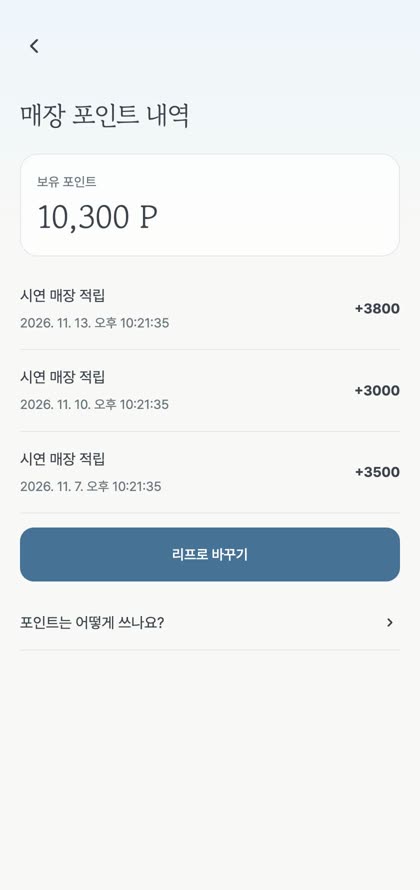 매장 포인트 내역
보유 포인트
10,300 P
시연 매장 적립
2026. 11. 13. 오후 10:21:35
+3800
시연 매장 적립
2026. 11. 10. 오후 10:21:35
+3000
시연 매장 적립
2026. 11. 7. 오후 10:21:35
+3500
리프로 바꾸기
포인트는 어떻게 쓰나요?